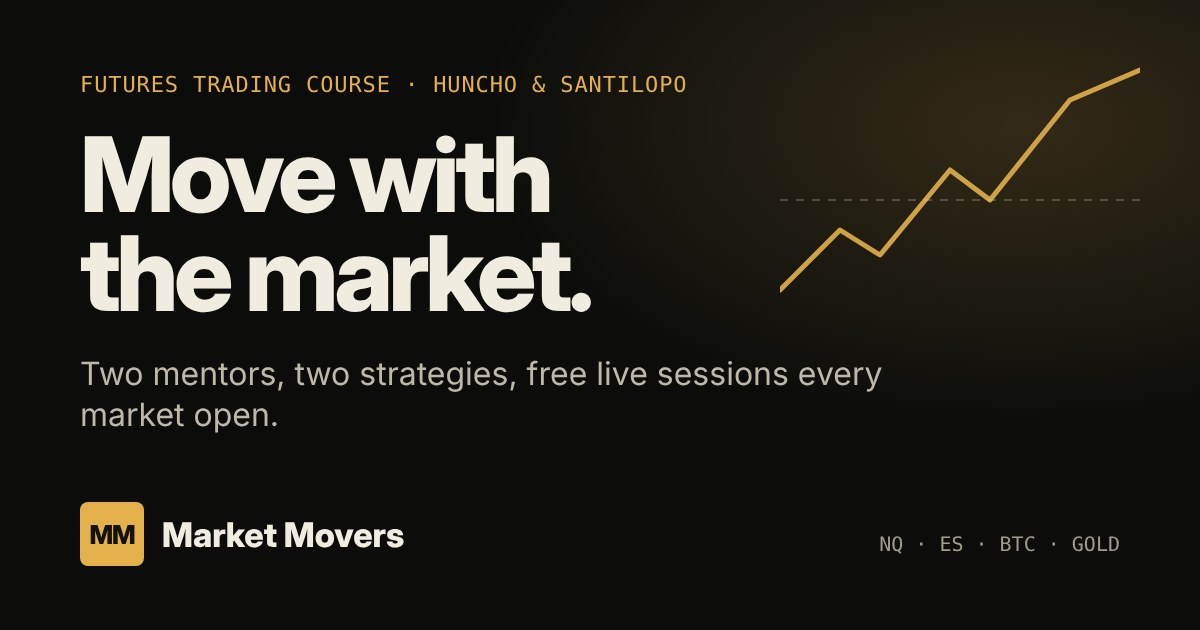 FUTURES TRADING COURSE · HUNCHO & SANTILOPO
Move with
the market.
Two mentors, two strategies, free live sessions every
market open.
MM
Market Movers
NQ · ES · BTC · GOLD